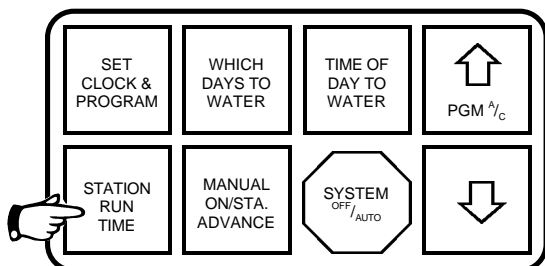 SET
CLOCK &
PROGRAM
WHICH
DAYS TO
WATER
TIME OF
DAY TO
WATER
PGM A/C
STATION
RUN
TIME
MANUAL
ON/STA.
ADVANCE
SYSTEM
OFF/AUTO